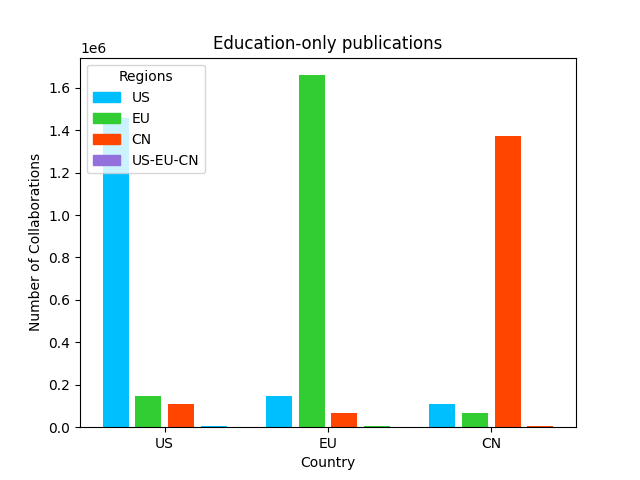 Education-only publications
1e6
Regions
US
EU
CN
US-EU-CN
1.6
1.4
1.2
1.0
0.8
0.6
0.4
0.2
0.0
Number of Collaborations
US EU CN
Country